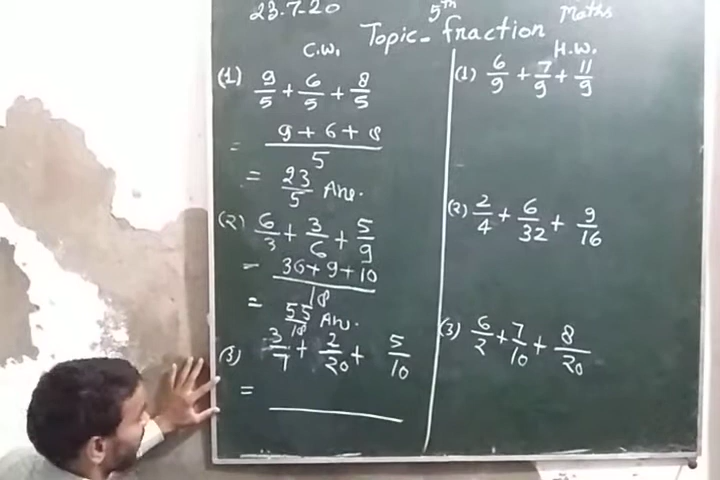 23.7.20 5th Maths
Topic- fraction
C.W.
(1) 9/5 + 6/5 + 8/5
= 9 + 6 + 8 / 5
= 23/5 Ans.
(2) 6/3 + 3/6 + 5/9
= 36 + 9 + 10 / 18
= 55/18 Ans.
(3) 3/7 + 2/20 + 5/10
=
H.W.
(1) 6/9 + 7/9 + 11/9
(2) 2/4 + 6/32 + 9/16
(3) 6/2 + 7/10 + 8/20